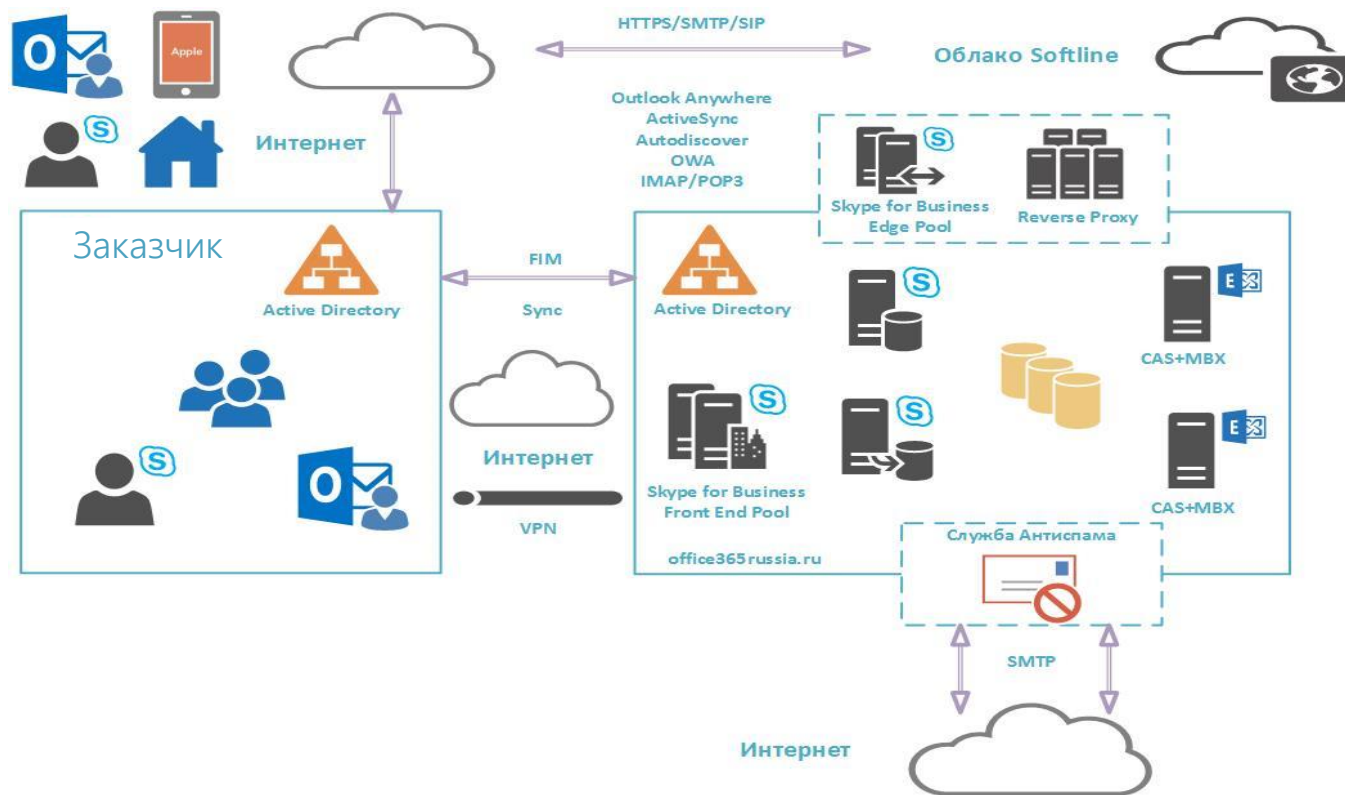 HTTPS/SMTP/SIP
Облако Softline
Apple
Интернет
Outlook Anywhere
ActiveSync
Autodiscover
OWA
IMAP/POP3
Skype for Business
Edge Pool
Reverse Proxy
Заказчик
Active Directory
FIM
Sync
Active Directory
CAS+MBX
Интернет
VPN
Skype for Business
Front End Pool
office365russia.ru
CAS+MBX
Служба Антиспама
SMTP
Интернет